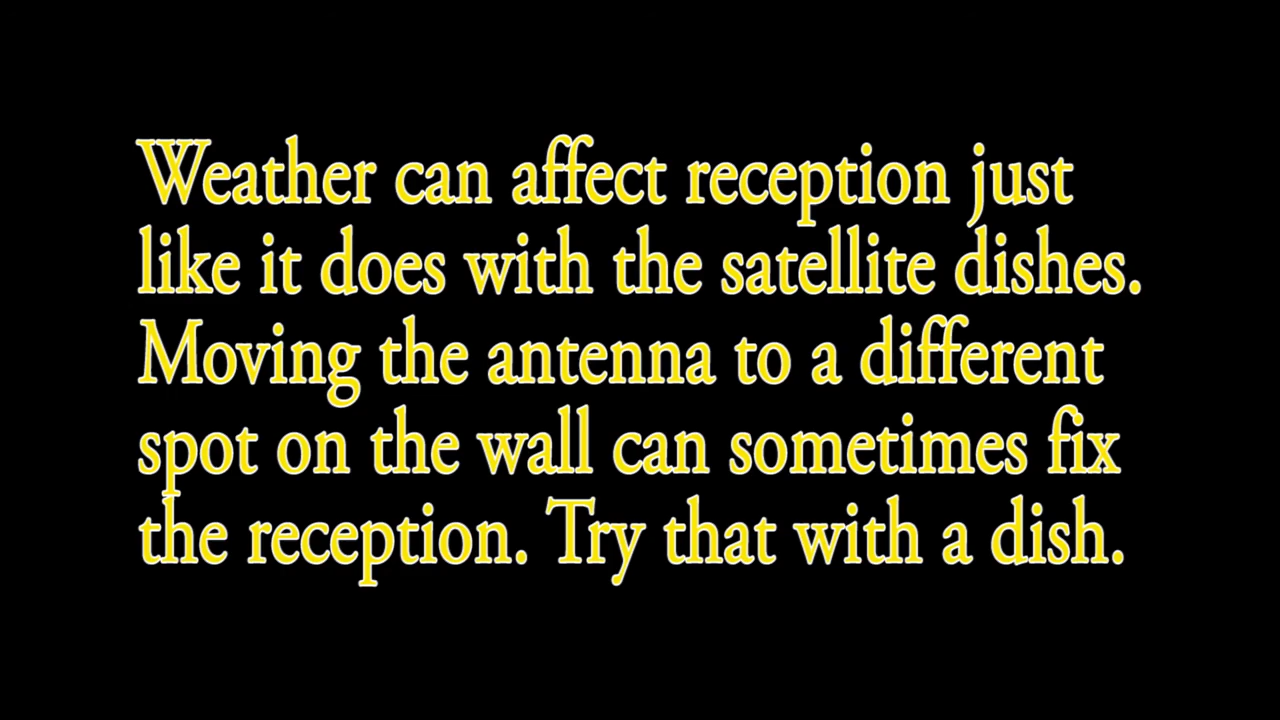 Weather can affect reception just
like it does with the satellite dishes.
Moving the antenna to a different
spot on the wall can sometimes fix
the reception. Try that with a dish.